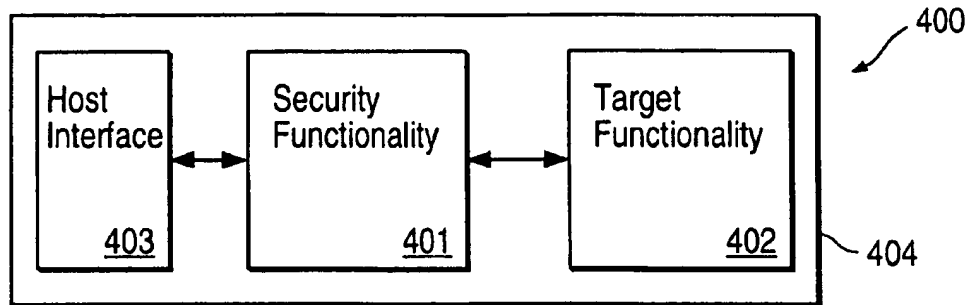 400
Host
Interface
403
Security
Functionality
401
Target
Functionality
402
404